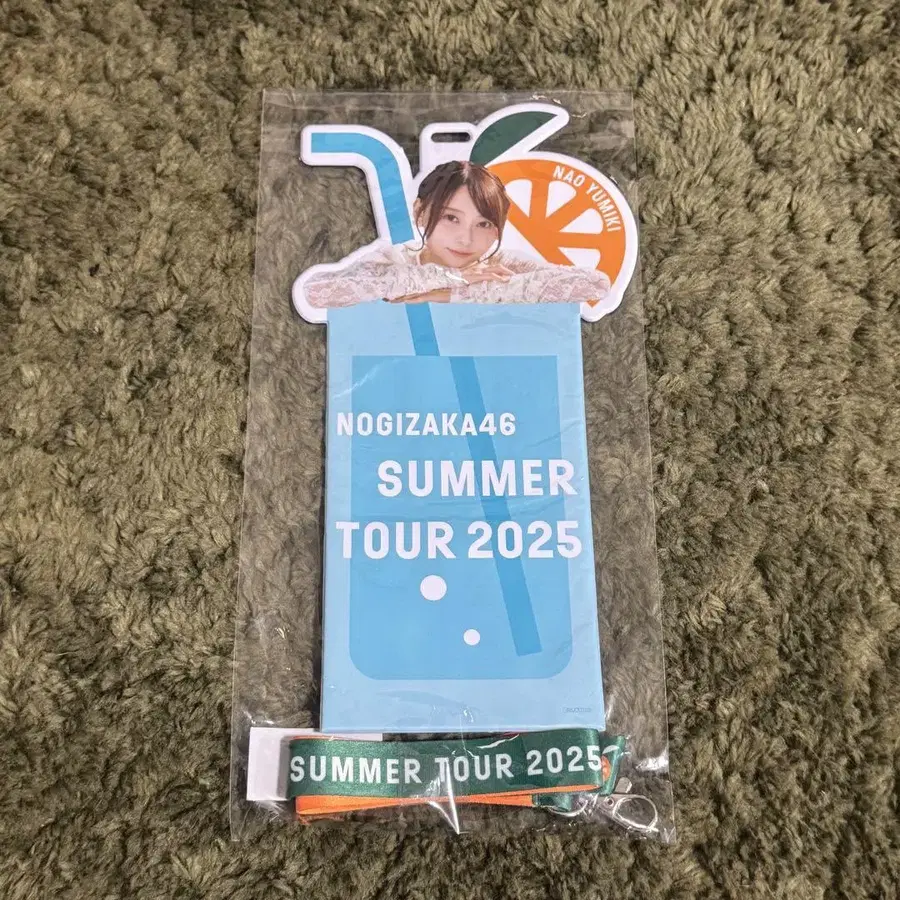 NAO YUMIKI
NOGIZAKA46
SUMMER
TOUR 2025
SUMMER TOUR 2025